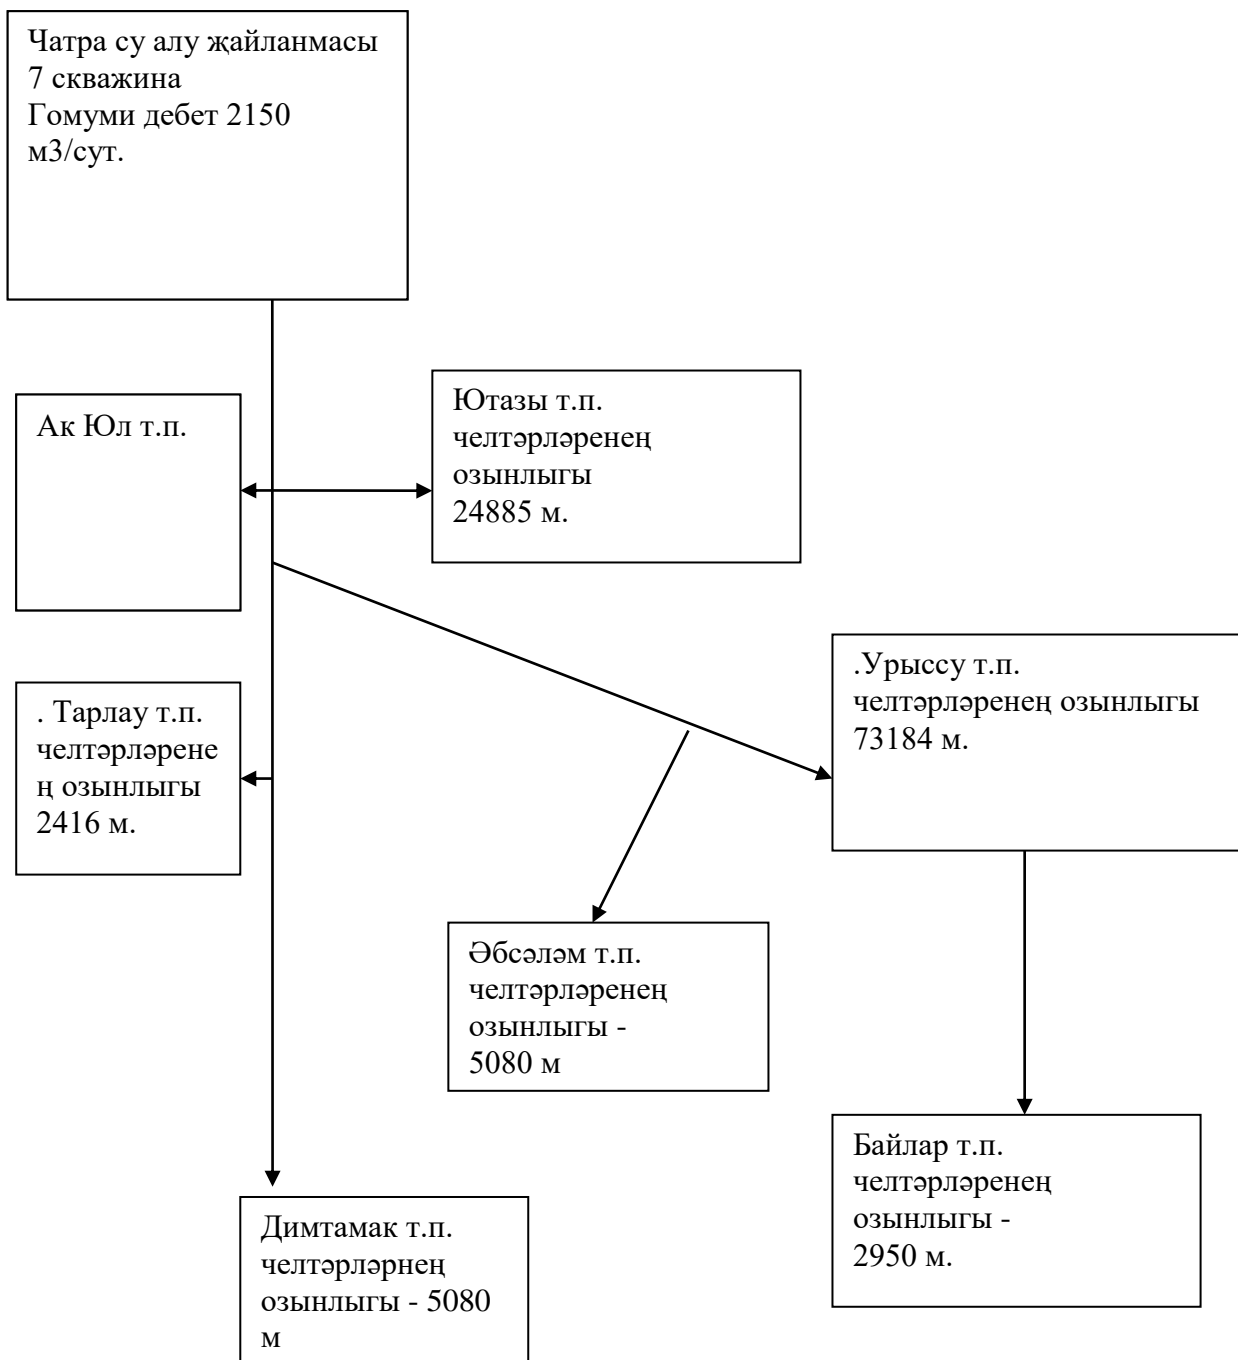 Чатра су алу җайланмасы
7 скважина
Гомуми дебет 2150
м3/сут.
Ак Юл т.п.
Ютазы т.п.
челтәрләренең
озынлыгы
24885 м.
.Урыссу т.п.
челтәрләренең озынлыгы
73184 м.
. Тарлау т.п.
челтәрләрене
ң озынлыгы
2416 м.
Әбсәләм т.п.
челтәрләренең
озынлыгы -
5080 м
Байлар т.п.
челтәрләренең
озынлыгы -
2950 м.
Димтамак т.п.
челтәрләрнең
озынлыгы - 5080
м